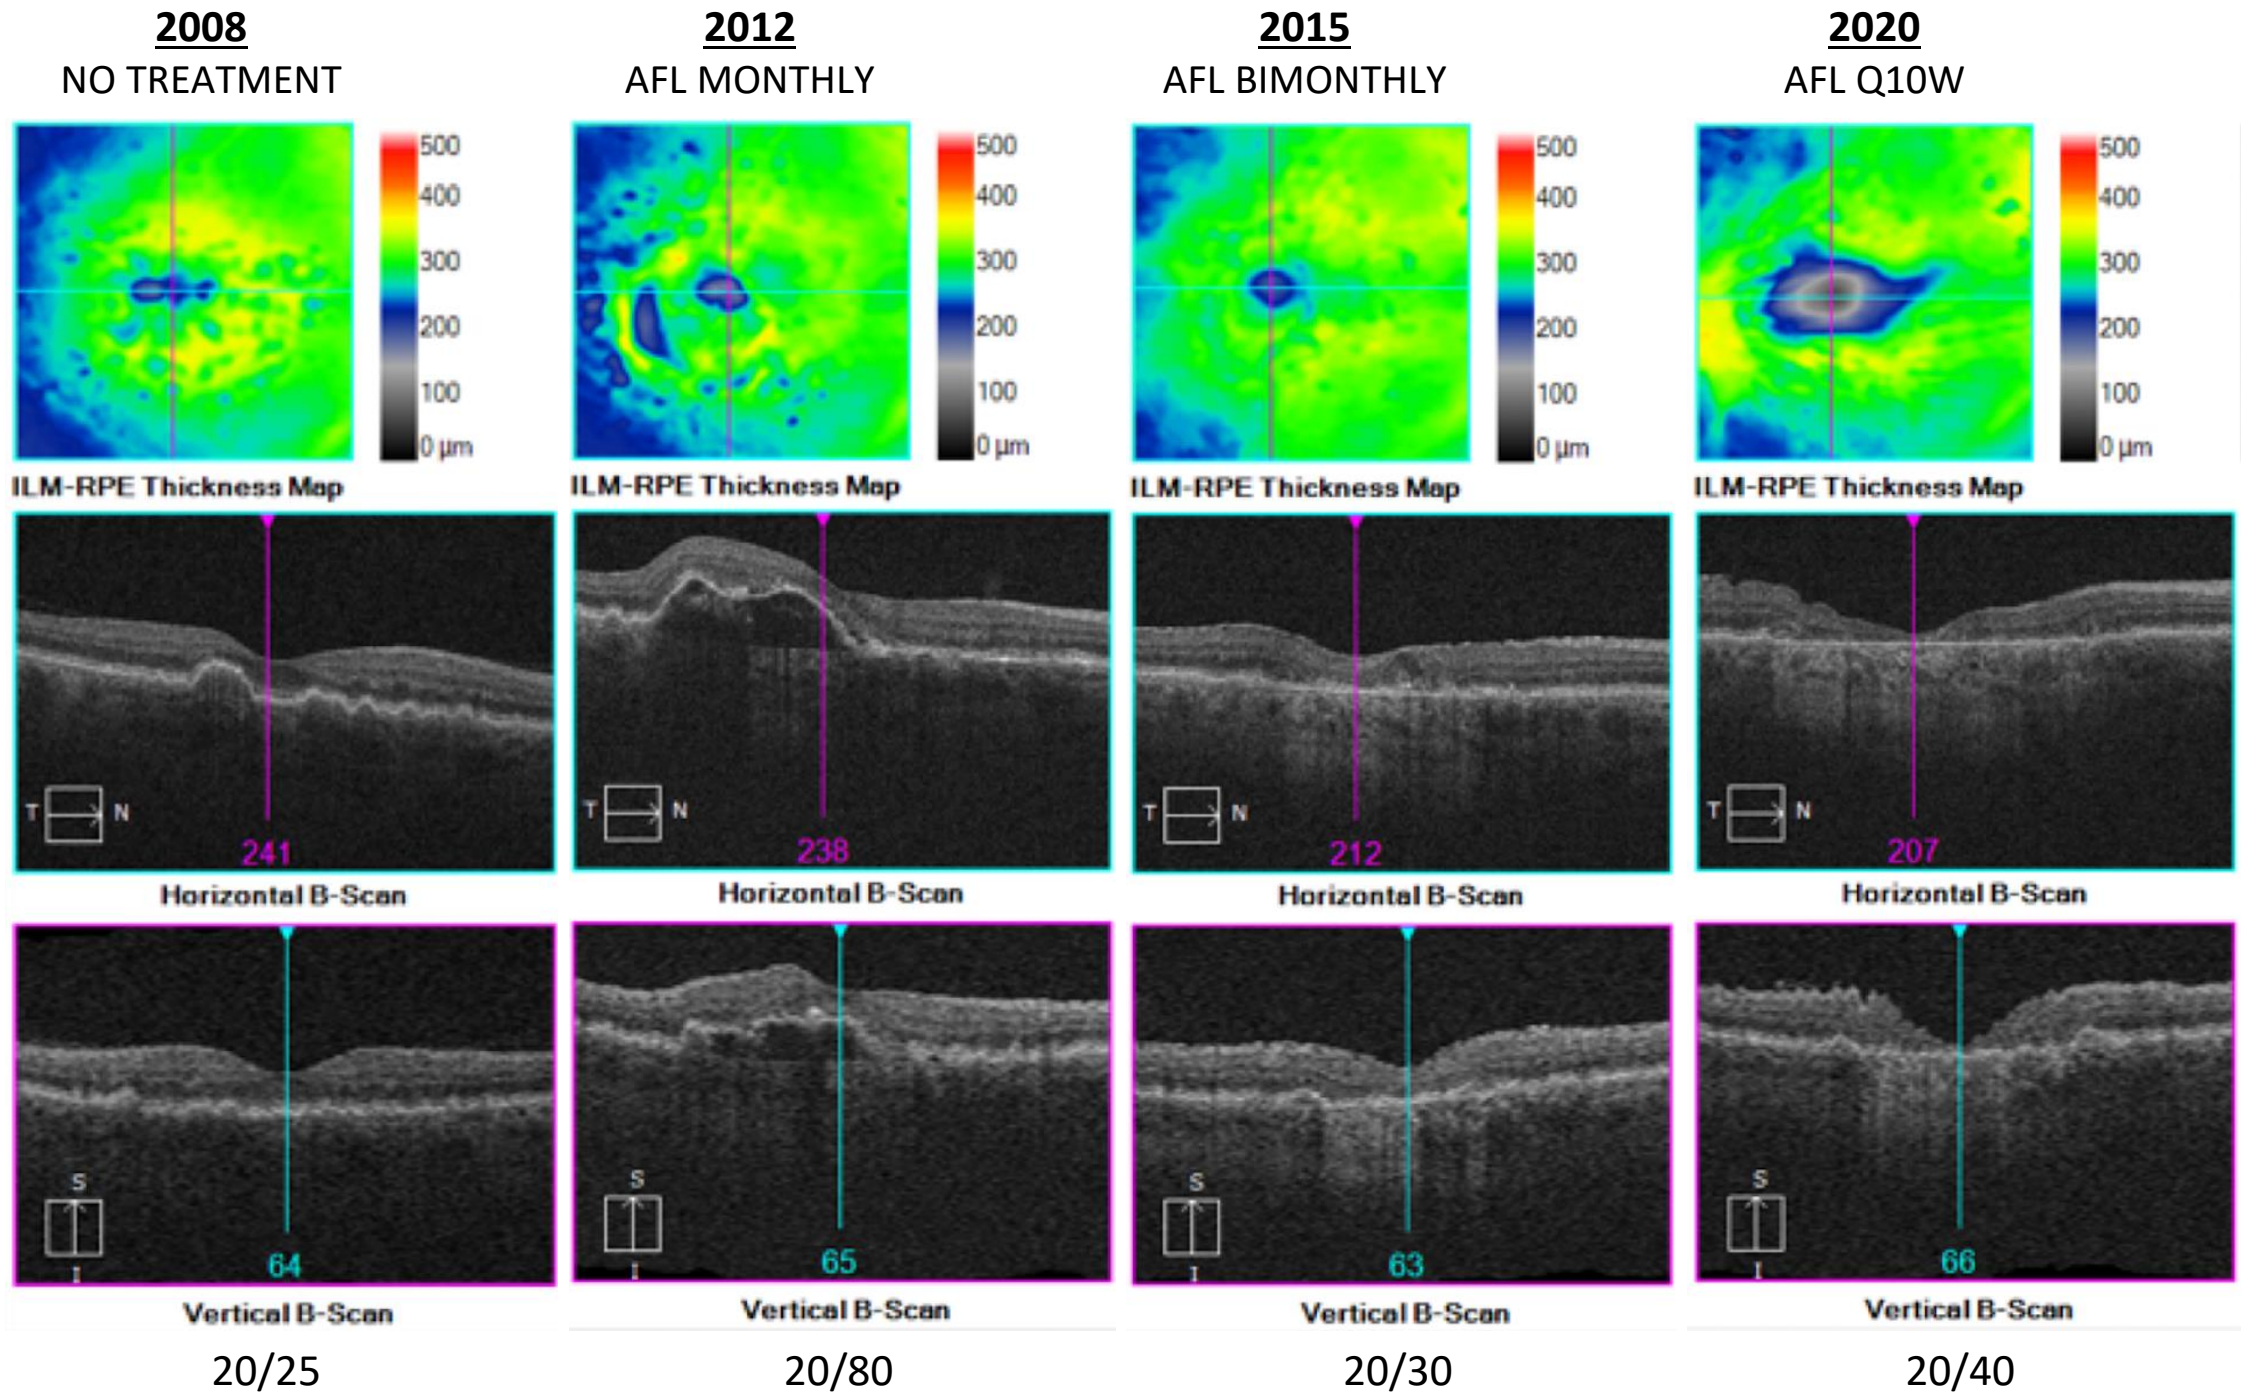 2008 2012 2015 2020
NO TREATMENT AFL MONTHLY AFL BIMONTHLY AFL Q10W
500 500 500 500
400 400 400 400
300 300 300 300
200 200 200 200
100 100 100 100
0 µm 0 µm 0 µm 0 µm
ILM-RPE Thickness Map ILM-RPE Thickness Map ILM-RPE Thickness Map ILM-RPE Thickness Map
T N T N T N T N
241 238 212 207
Horizontal B-Scan Horizontal B-Scan Horizontal B-Scan Horizontal B-Scan
S S S S
64 65 63 66
I I I I
Vertical B-Scan Vertical B-Scan Vertical B-Scan Vertical B-Scan
20/25 20/80 20/30 20/40